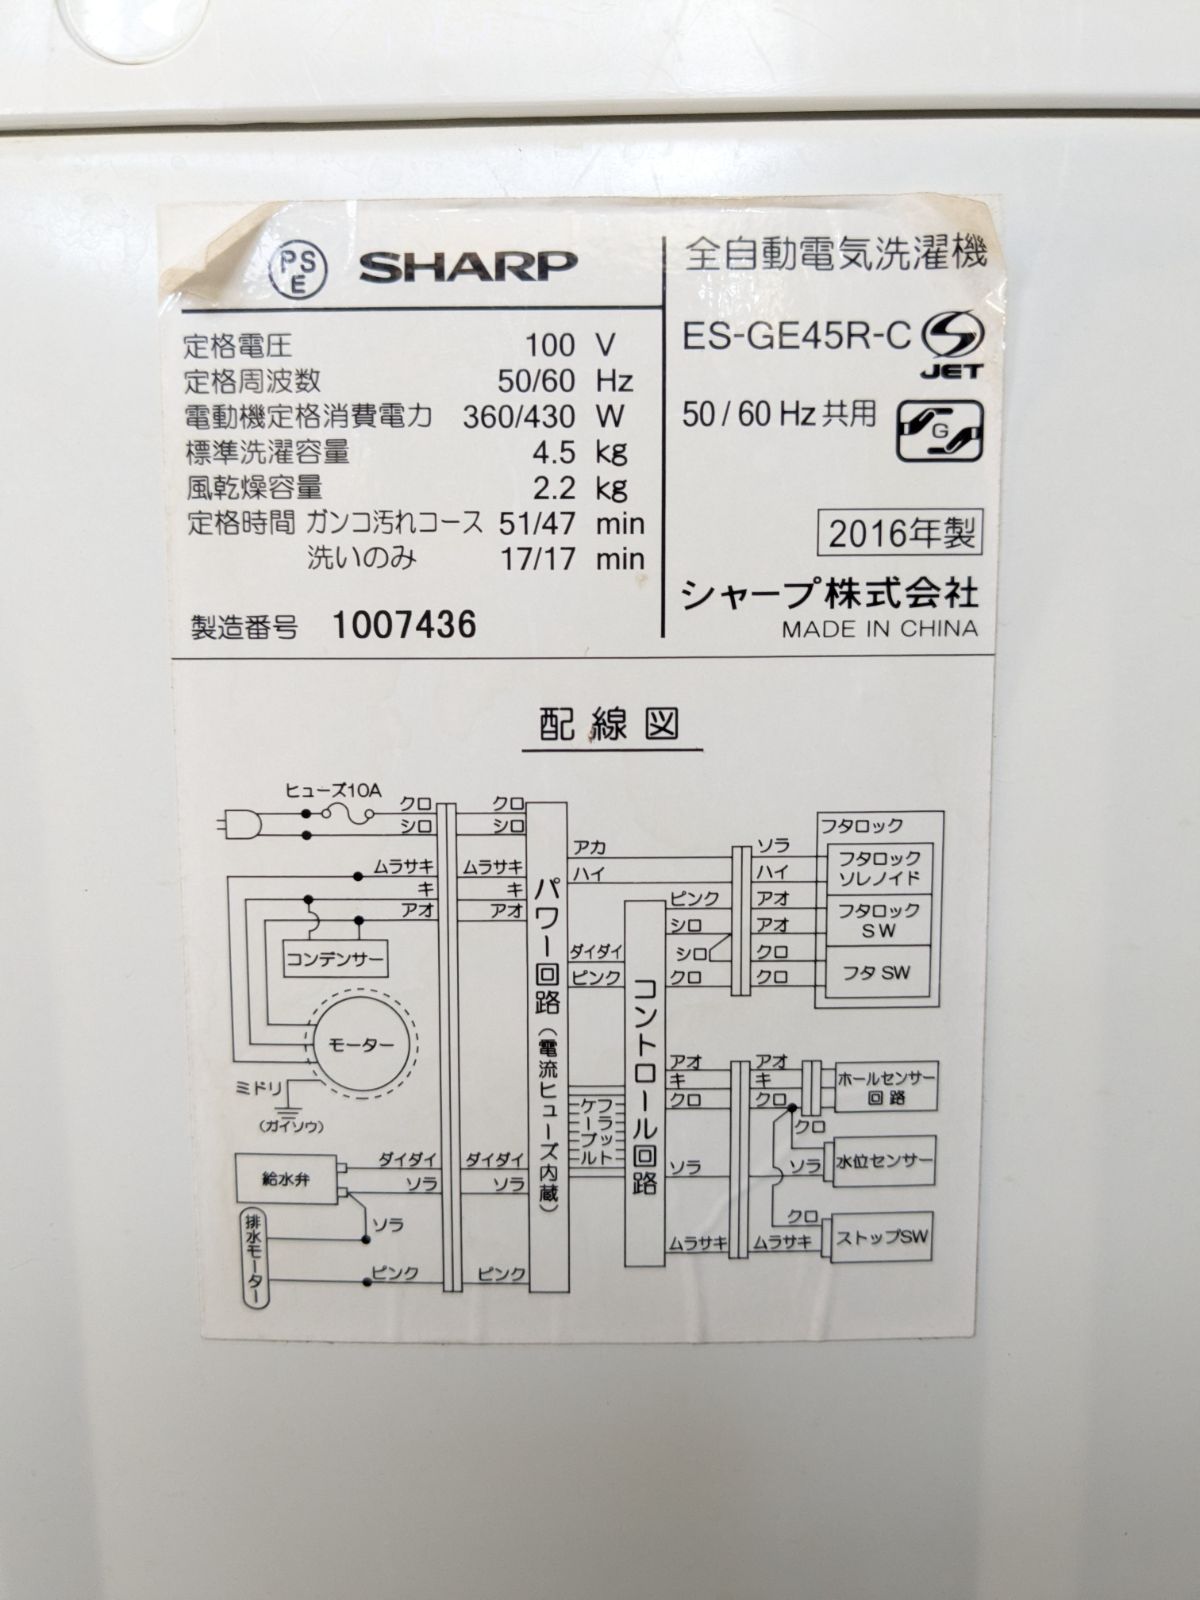 PSE SHARP
定格電圧 100 V
定格周波数 50/60 Hz
電動機定格消費電力 360/430 W
標準洗濯容量 4.5 kg
風乾燥容量 2.2 kg
定格時間 ガンコ汚れコース 51/47 min
洗いのみ 17/17 min
製造番号 1007436
全自動電気洗濯機
ES-GE45R-C
JET
50/60 Hz 共用
G
2016年製
シャープ株式会社
MADE IN CHINA
配線図
ヒューズ10A
クロ クロ
シロ シロ
ムラサキ ムラサキ
キ キ
アオ アオ
コンデンサー
モーター
ミドリ
(ガイソウ)
給水弁
ダイダイ ダイダイ
ソラ ソラ
ソラ
排水モーター
ピンク ピンク
パワー回路(電流ヒューズ内蔵)
アカ
ハイ
ダイダイ
ピンク
フラット
ケーブル
コントロール回路
ピンク
シロ
シロ
クロ
ソラ
ハイ
アオ
アオ
クロ
クロ
フタロック
フタロック
ソレノイド
フタロック
SW
フタ SW
アオ アオ
キ キ
クロ クロ
クロ
ホールセンサー
回路
ソラ ソラ
水位センサー
クロ
ムラサキ ムラサキ
ストップSW